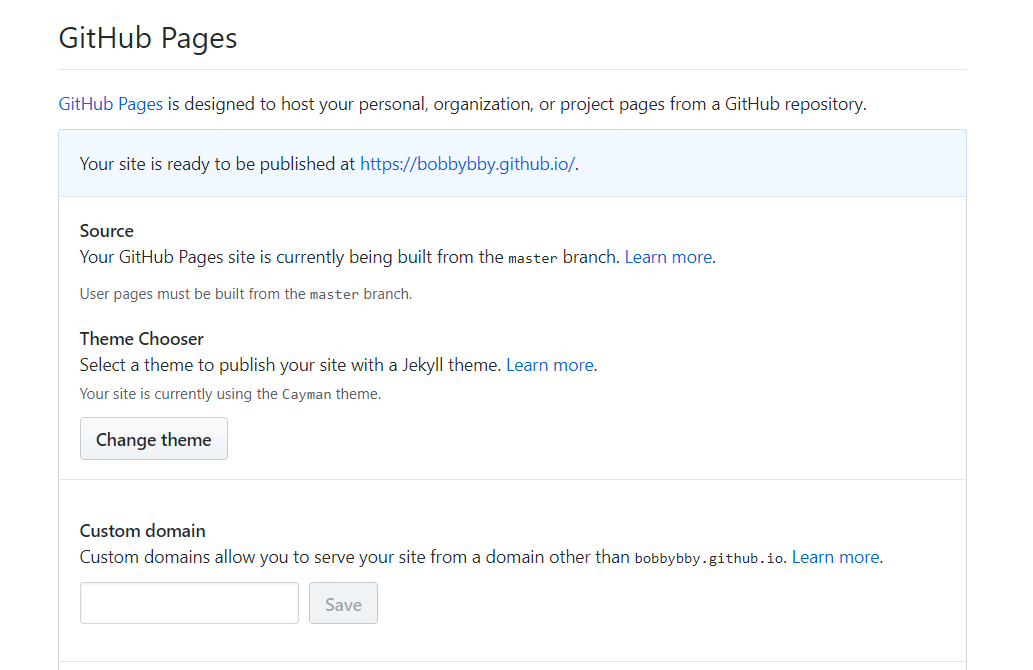 GitHub Pages
GitHub Pages is designed to host your personal, organization, or project pages from a GitHub repository.
Your site is ready to be published at https://bobbybby.github.io/.
Source
Your GitHub Pages site is currently being built from the master branch. Learn more.
User pages must be built from the master branch.
Theme Chooser
Select a theme to publish your site with a Jekyll theme. Learn more.
Your site is currently using the Cayman theme.
Change theme
Custom domain
Custom domains allow you to serve your site from a domain other than bobbybby.github.io. Learn more.
Save